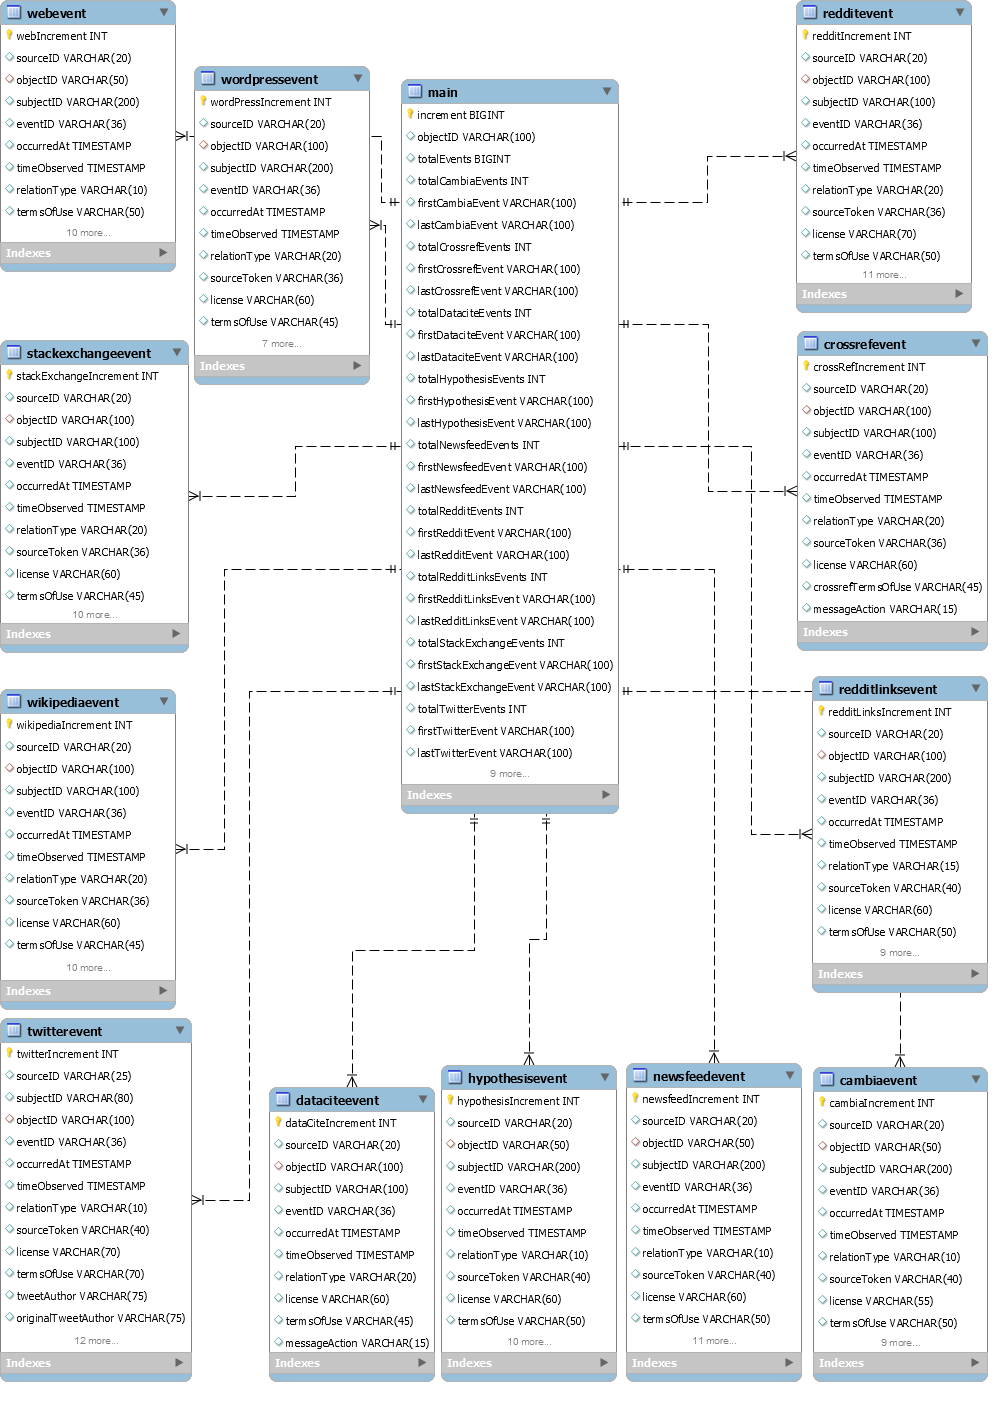 webevent
webIncrement INT
sourceID VARCHAR(20)
objectID VARCHAR(50)
subjectID VARCHAR(200)
eventID VARCHAR(36)
occurredAt TIMESTAMP
timeObserved TIMESTAMP
relationType VARCHAR(10)
termsOfUse VARCHAR(50)
10 more...
Indexes
wordpressevent
wordPressIncrement INT
sourceID VARCHAR(20)
objectID VARCHAR(100)
subjectID VARCHAR(200)
eventID VARCHAR(36)
occurredAt TIMESTAMP
timeObserved TIMESTAMP
relationType VARCHAR(20)
sourceToken VARCHAR(36)
license VARCHAR(60)
termsOfUse VARCHAR(45)
7 more...
Indexes
main
increment BIGINT
objectID VARCHAR(100)
totalEvents BIGINT
totalCambiaEvents INT
firstCambiaEvent VARCHAR(100)
lastCambiaEvent VARCHAR(100)
totalCrossrefEvents INT
firstCrossrefEvent VARCHAR(100)
lastCrossrefEvent VARCHAR(100)
totalDataciteEvents INT
firstDataciteEvent VARCHAR(100)
lastDataciteEvent VARCHAR(100)
totalHypothesisEvents INT
firstHypothesisEvent VARCHAR(100)
lastHypothesisEvent VARCHAR(100)
totalNewsfeedEvents INT
firstNewsfeedEvent VARCHAR(100)
lastNewsfeedEvent VARCHAR(100)
totalRedditEvents INT
firstRedditEvent VARCHAR(100)
lastRedditEvent VARCHAR(100)
totalRedditLinksEvents INT
firstRedditLinksEvent VARCHAR(100)
lastRedditLinksEvent VARCHAR(100)
totalStackExchangeEvents INT
firstStackExchangeEvent VARCHAR(100)
lastStackExchangeEvent VARCHAR(100)
totalTwitterEvents INT
firstTwitterEvent VARCHAR(100)
lastTwitterEvent VARCHAR(100)
9 more...
Indexes
redditevent
redditIncrement INT
sourceID VARCHAR(20)
objectID VARCHAR(100)
subjectID VARCHAR(100)
eventID VARCHAR(36)
occurredAt TIMESTAMP
timeObserved TIMESTAMP
relationType VARCHAR(20)
sourceToken VARCHAR(36)
license VARCHAR(70)
termsOfUse VARCHAR(50)
11 more...
Indexes
stackexchangeevent
stackExchangeIncrement INT
sourceID VARCHAR(20)
objectID VARCHAR(100)
subjectID VARCHAR(100)
eventID VARCHAR(36)
occurredAt TIMESTAMP
timeObserved TIMESTAMP
relationType VARCHAR(20)
sourceToken VARCHAR(36)
license VARCHAR(60)
termsOfUse VARCHAR(45)
10 more...
Indexes
crossrefevent
crossRefIncrement INT
sourceID VARCHAR(20)
objectID VARCHAR(100)
subjectID VARCHAR(100)
eventID VARCHAR(36)
occurredAt TIMESTAMP
timeObserved TIMESTAMP
relationType VARCHAR(20)
sourceToken VARCHAR(36)
license VARCHAR(60)
crossrefTermsOfUse VARCHAR(45)
messageAction VARCHAR(15)
Indexes
wikipediaevent
wikipediaIncrement INT
sourceID VARCHAR(20)
objectID VARCHAR(100)
subjectID VARCHAR(100)
eventID VARCHAR(36)
occurredAt TIMESTAMP
timeObserved TIMESTAMP
relationType VARCHAR(20)
sourceToken VARCHAR(36)
license VARCHAR(60)
termsOfUse VARCHAR(45)
10 more...
Indexes
redditlinksevent
redditLinksIncrement INT
sourceID VARCHAR(20)
objectID VARCHAR(100)
subjectID VARCHAR(200)
eventID VARCHAR(36)
occurredAt TIMESTAMP
timeObserved TIMESTAMP
relationType VARCHAR(15)
sourceToken VARCHAR(40)
license VARCHAR(60)
termsOfUse VARCHAR(50)
9 more...
Indexes
twitterevent
twitterIncrement INT
sourceID VARCHAR(25)
subjectID VARCHAR(80)
objectID VARCHAR(100)
eventID VARCHAR(36)
occurredAt TIMESTAMP
timeObserved TIMESTAMP
relationType VARCHAR(10)
sourceToken VARCHAR(40)
license VARCHAR(70)
termsOfUse VARCHAR(70)
tweetAuthor VARCHAR(75)
originalTweetAuthor VARCHAR(75)
12 more...
Indexes
dataciteevent
dataCiteIncrement INT
sourceID VARCHAR(20)
objectID VARCHAR(100)
subjectID VARCHAR(100)
eventID VARCHAR(36)
occurredAt TIMESTAMP
timeObserved TIMESTAMP
relationType VARCHAR(20)
license VARCHAR(60)
termsOfUse VARCHAR(45)
messageAction VARCHAR(15)
Indexes
hypothesisevent
hypothesisIncrement INT
sourceID VARCHAR(20)
objectID VARCHAR(50)
subjectID VARCHAR(200)
eventID VARCHAR(36)
occurredAt TIMESTAMP
timeObserved TIMESTAMP
relationType VARCHAR(10)
sourceToken VARCHAR(40)
license VARCHAR(60)
termsOfUse VARCHAR(50)
10 more...
Indexes
newsfeedevent
newsfeedIncrement INT
sourceID VARCHAR(20)
objectID VARCHAR(50)
subjectID VARCHAR(200)
eventID VARCHAR(36)
occurredAt TIMESTAMP
timeObserved TIMESTAMP
relationType VARCHAR(10)
sourceToken VARCHAR(40)
license VARCHAR(60)
termsOfUse VARCHAR(50)
11 more...
Indexes
cambiaevent
cambiaIncrement INT
sourceID VARCHAR(20)
objectID VARCHAR(50)
subjectID VARCHAR(200)
eventID VARCHAR(36)
occurredAt TIMESTAMP
timeObserved TIMESTAMP
relationType VARCHAR(10)
sourceToken VARCHAR(40)
license VARCHAR(55)
termsOfUse VARCHAR(50)
9 more...
Indexes